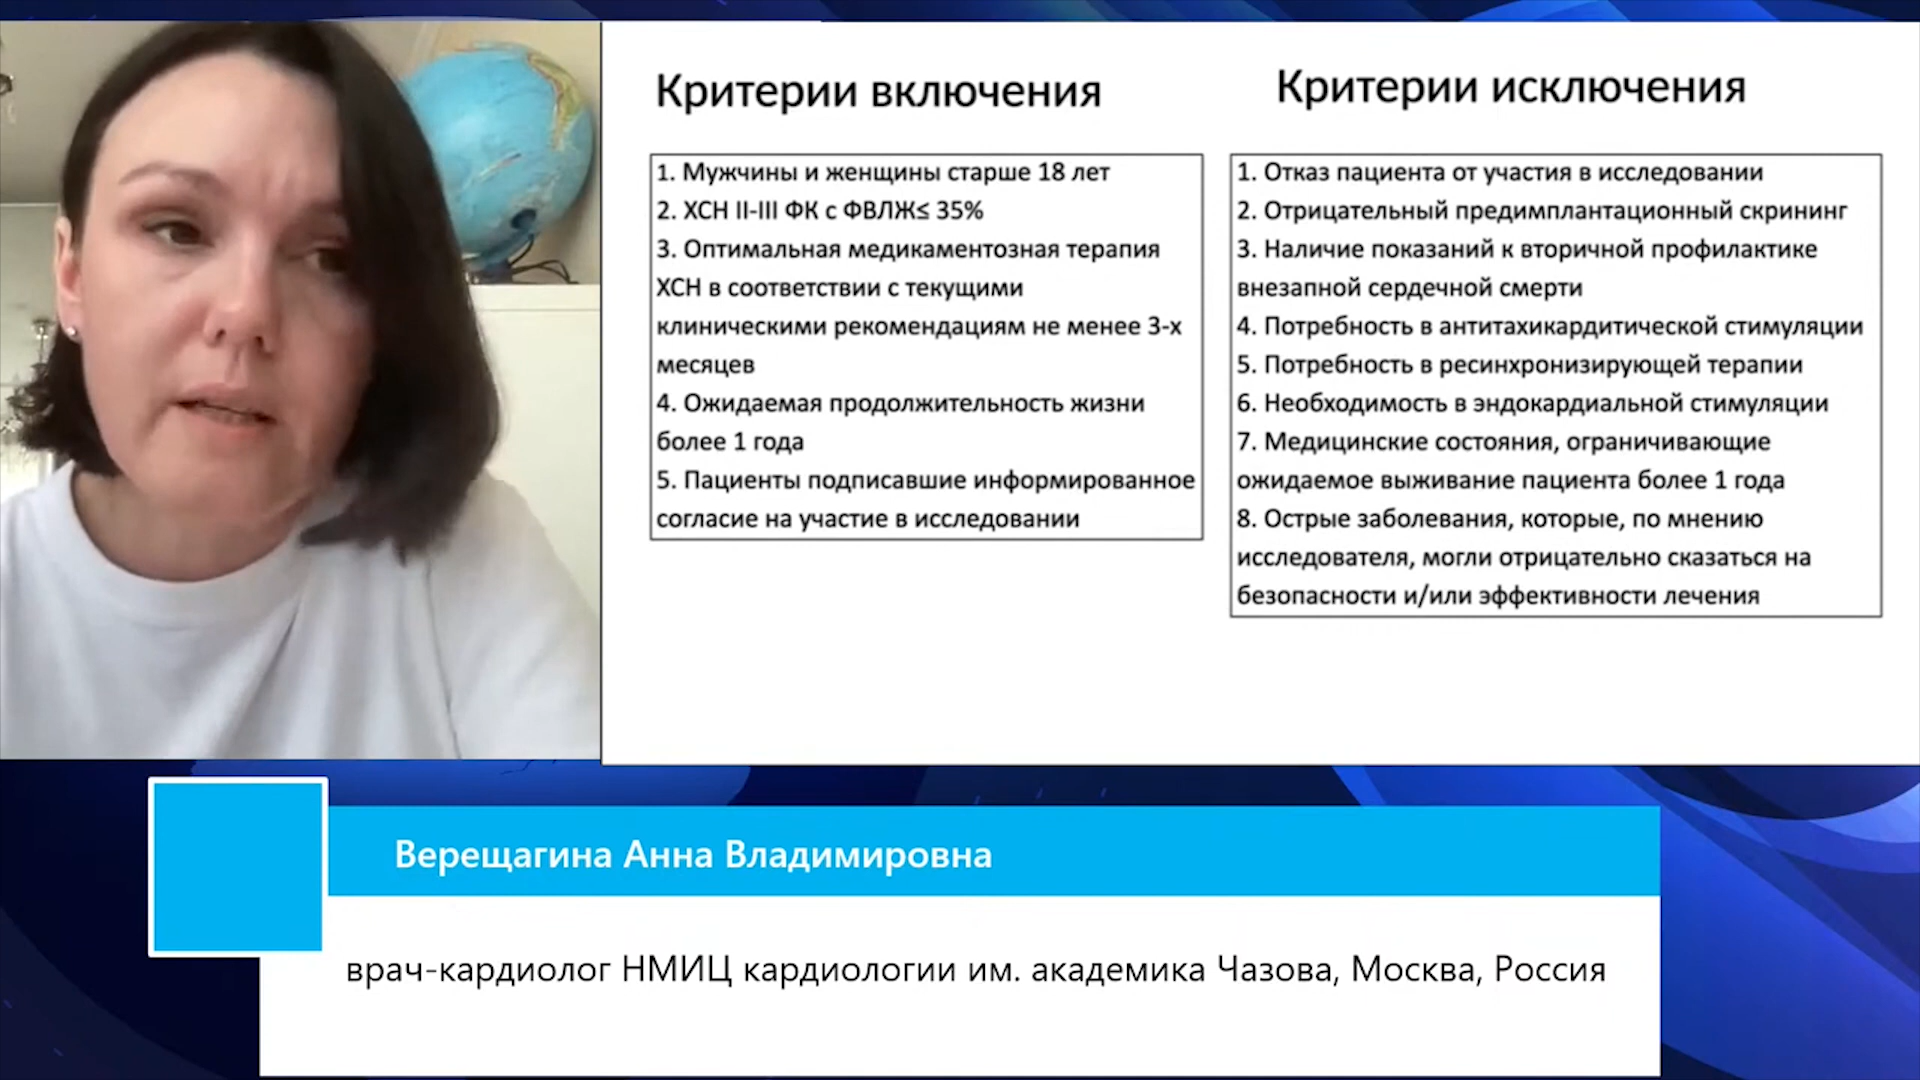 Критерии включения
1. Мужчины и женщины старше 18 лет
2. ХСН II-III ФК с ФВЛЖ≤ 35%
3. Оптимальная медикаментозная терапия
ХСН в соответствии с текущими
клиническими рекомендациям не менее 3-х
месяцев
4. Ожидаемая продолжительность жизни
более 1 года
5. Пациенты подписавшие информированное
согласие на участие в исследовании
Критерии исключения
1. Отказ пациента от участия в исследовании
2. Отрицательный предимплантационный скрининг
3. Наличие показаний к вторичной профилактике
внезапной сердечной смерти
4. Потребность в антитахикардитической стимуляции
5. Потребность в ресинхронизирующей терапии
6. Необходимость в эндокардиальной стимуляции
7. Медицинские состояния, ограничивающие
ожидаемое выживание пациента более 1 года
8. Острые заболевания, которые, по мнению
исследователя, могли отрицательно сказаться на
безопасности и/или эффективности лечения
Верещагина Анна Владимировна
врач-кардиолог НМИЦ кардиологии им. академика Чазова, Москва, Россия